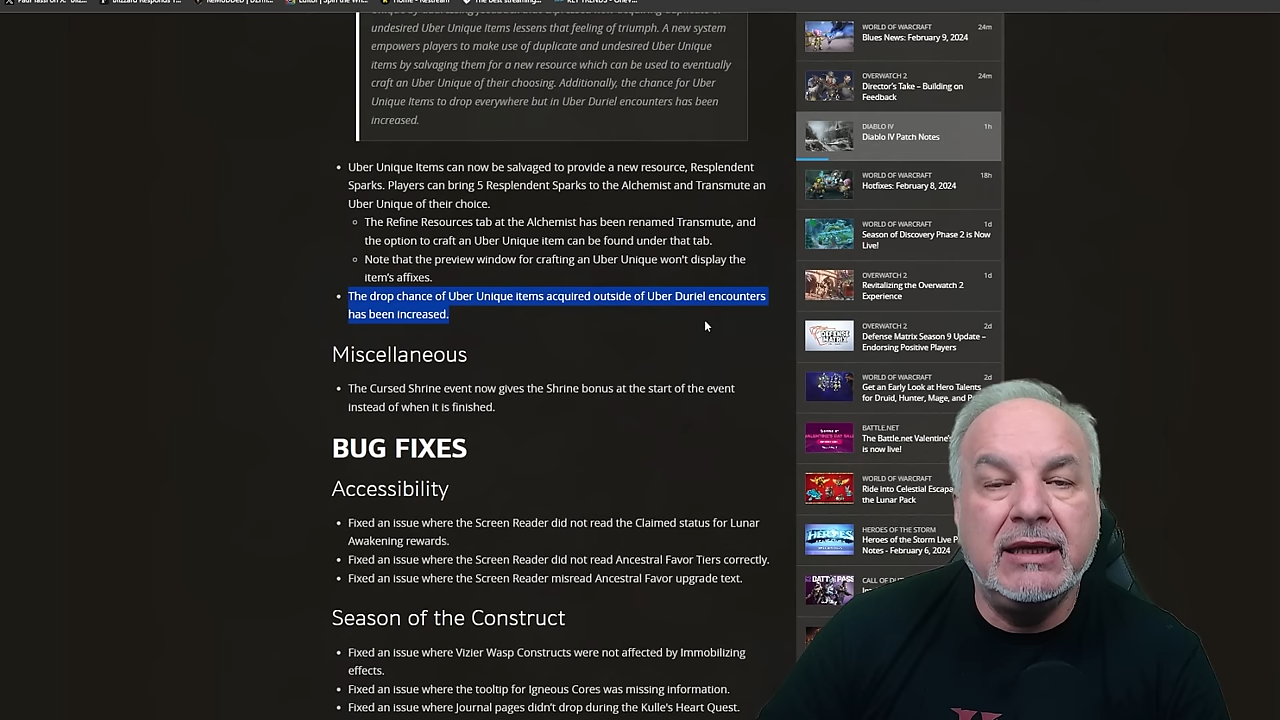 Blizzard Responds T...
Home - Restream
The best streaming...
KEY TRENDS - OneV...
undesired Uber Unique Items lessens that feeling of triumph. A new system
empowers players to make use of duplicate and undesired Uber Unique
items by salvaging them for a new resource which can be used to eventually
craft an Uber Unique of their choosing. Additionally, the chance for Uber
Unique Items to drop everywhere but in Uber Duriel encounters has been
increased.
• Uber Unique Items can now be salvaged to provide a new resource, Resplendent
Sparks. Players can bring 5 Resplendent Sparks to the Alchemist and Transmute an
Uber Unique of their choice.
The Refine Resources tab at the Alchemist has been renamed Transmute, and
the option to craft an Uber Unique item can be found under that tab.
Note that the preview window for crafting an Uber Unique won't display the
item's affixes.
• The drop chance of Uber Unique items acquired outside of Uber Duriel encounters
has been increased.
Miscellaneous
• The Cursed Shrine event now gives the Shrine bonus at the start of the event
instead of when it is finished.
BUG FIXES
Accessibility
• Fixed an issue where the Screen Reader did not read the Claimed status for Lunar
Awakening rewards.
• Fixed an issue where the Screen Reader did not read Ancestral Favor Tiers correctly.
• Fixed an issue where the Screen Reader misread Ancestral Favor upgrade text.
Season of the Construct
• Fixed an issue where Vizier Wasp Constructs were not affected by Immobilizing
effects.
• Fixed an issue where the tooltip for Igneous Cores was missing information.
• Fixed an issue where Journal pages didn't drop during the Kulle's Heart Quest.
WORLD OF WARCRAFT 24m
Blues News: February 9, 2024
OVERWATCH 2 24m
Director's Take – Building on
Feedback
DIABLO IV 1h
Diablo IV Patch Notes
WORLD OF WARCRAFT 18h
Hotfixes: February 8, 2024
WORLD OF WARCRAFT 1d
Season of Discovery Phase 2 is Now
Live!
OVERWATCH 2 1d
Revitalizing the Overwatch 2
Experience
OVERWATCH 2 2d
Defense Matrix Season 9 Update –
Endorsing Positive Players
WORLD OF WARCRAFT 2d
Get an Early Look at Hero Talents
for Druid, Hunter, Mage, and P
BATTLE.NET
The Battle.net Valentine's
is now live!
WORLD OF WARCRAFT
Ride into Celestial Escapa
the Lunar Pack
HEROES OF THE STORM
Heroes of the Storm Live P
Notes - February 6, 2024
CALL OF DU